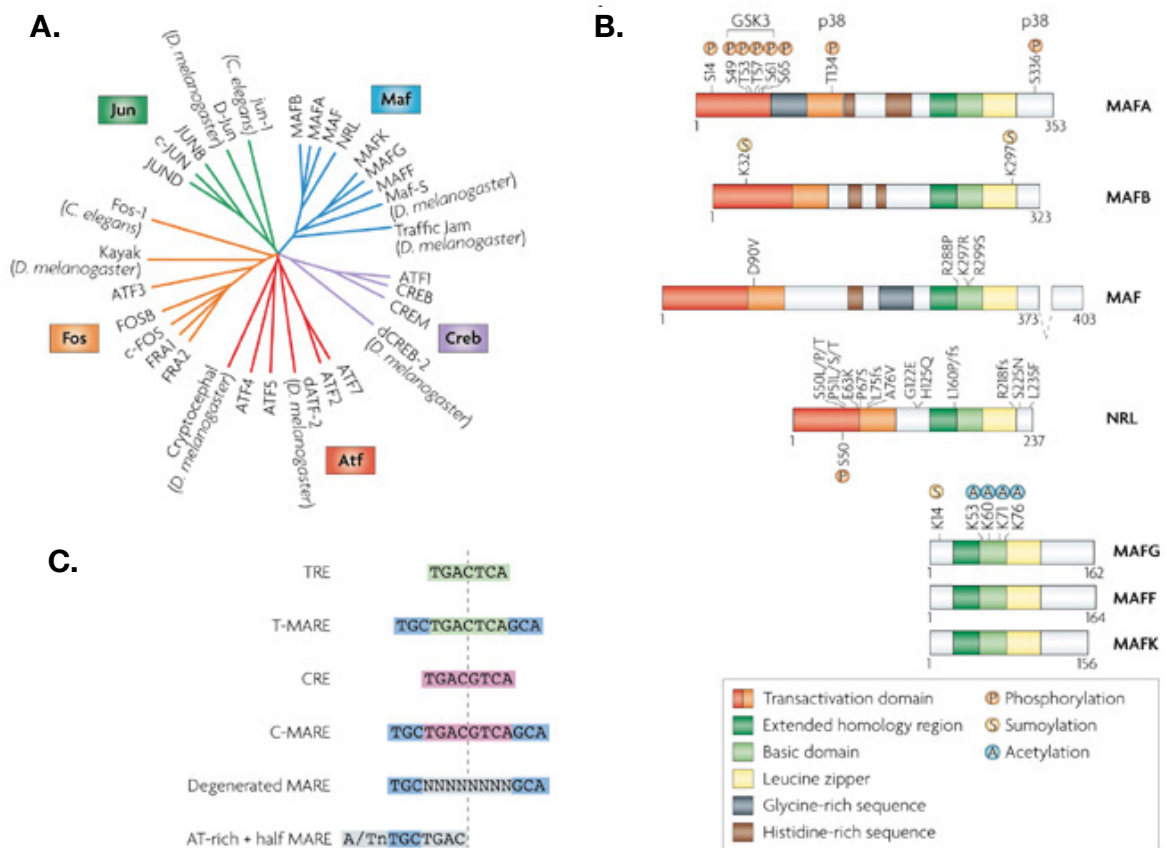 A.
Jun
Maf
Fos
Creb
Atf
jun-1
(C. elegans)
D-Jun
(D. melanogaster)
JUNB
c-JUN
JUND
Fos-1
(C. elegans)
Kayak
(D. melanogaster)
ATF3
FOSB
c-FOS
FRA1
FRA2
Cryptocephal
(D. melanogaster)
ATF4
ATF5
dATF-2
(D. melanogaster)
ATF2
ATF7
dCREB-2
(D. melanogaster)
CREM
CREB
ATF1
Traffic Jam
(D. melanogaster)
Maf-S
(D. melanogaster)
MAFF
MAFG
MAFK
NRL
MAF
MAFA
MAFB
B.
GSK3 p38 p38
P P P P P P P P
S14 S49 T53 T57 S61 S65 T134 S336
MAFA
1 353
S S
K32 K297
MAFB
1 323
D90V R288P K297R R299S
MAF
1 373 403
S50L/P/T P51L/S/T E63K P67S L75fs A76V G122E H125Q L160P/fs R218fs S225N L235F
NRL
1 237
S50
P
S A A A A
K14 K53 K60 K71 K76
MAFG
1 162
MAFF
1 164
MAFK
1 156
Transactivation domain
Extended homology region
Basic domain
Leucine zipper
Glycine-rich sequence
Histidine-rich sequence
P Phosphorylation
S Sumoylation
A Acetylation
C.
TRE TGACTCA
T-MARE TGCTGACTCAGCA
CRE TGACGTCA
C-MARE TGCTGACGTCAGCA
Degenerated MARE TGCNNNNNNNNGCA
AT-rich + half MARE A/TnTGCTGAC